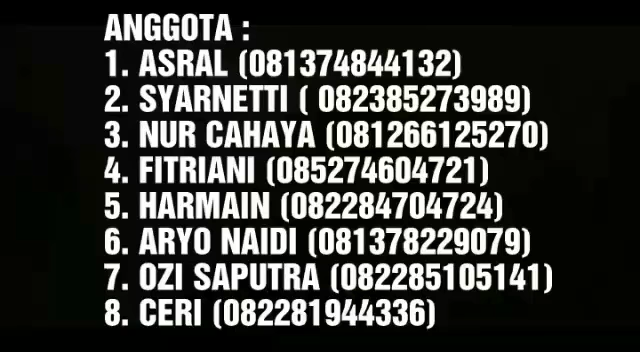 ANGGOTA :
1. ASRAL (081374844132)
2. SYARNETTI ( 082385273989)
3. NUR CAHAYA (081266125270)
4. FITRIANI (085274604721)
5. HARMAIN (082284704724)
6. ARYO NAIDI (081378229079)
7. OZI SAPUTRA (082285105141)
8. CERI (082281944336)